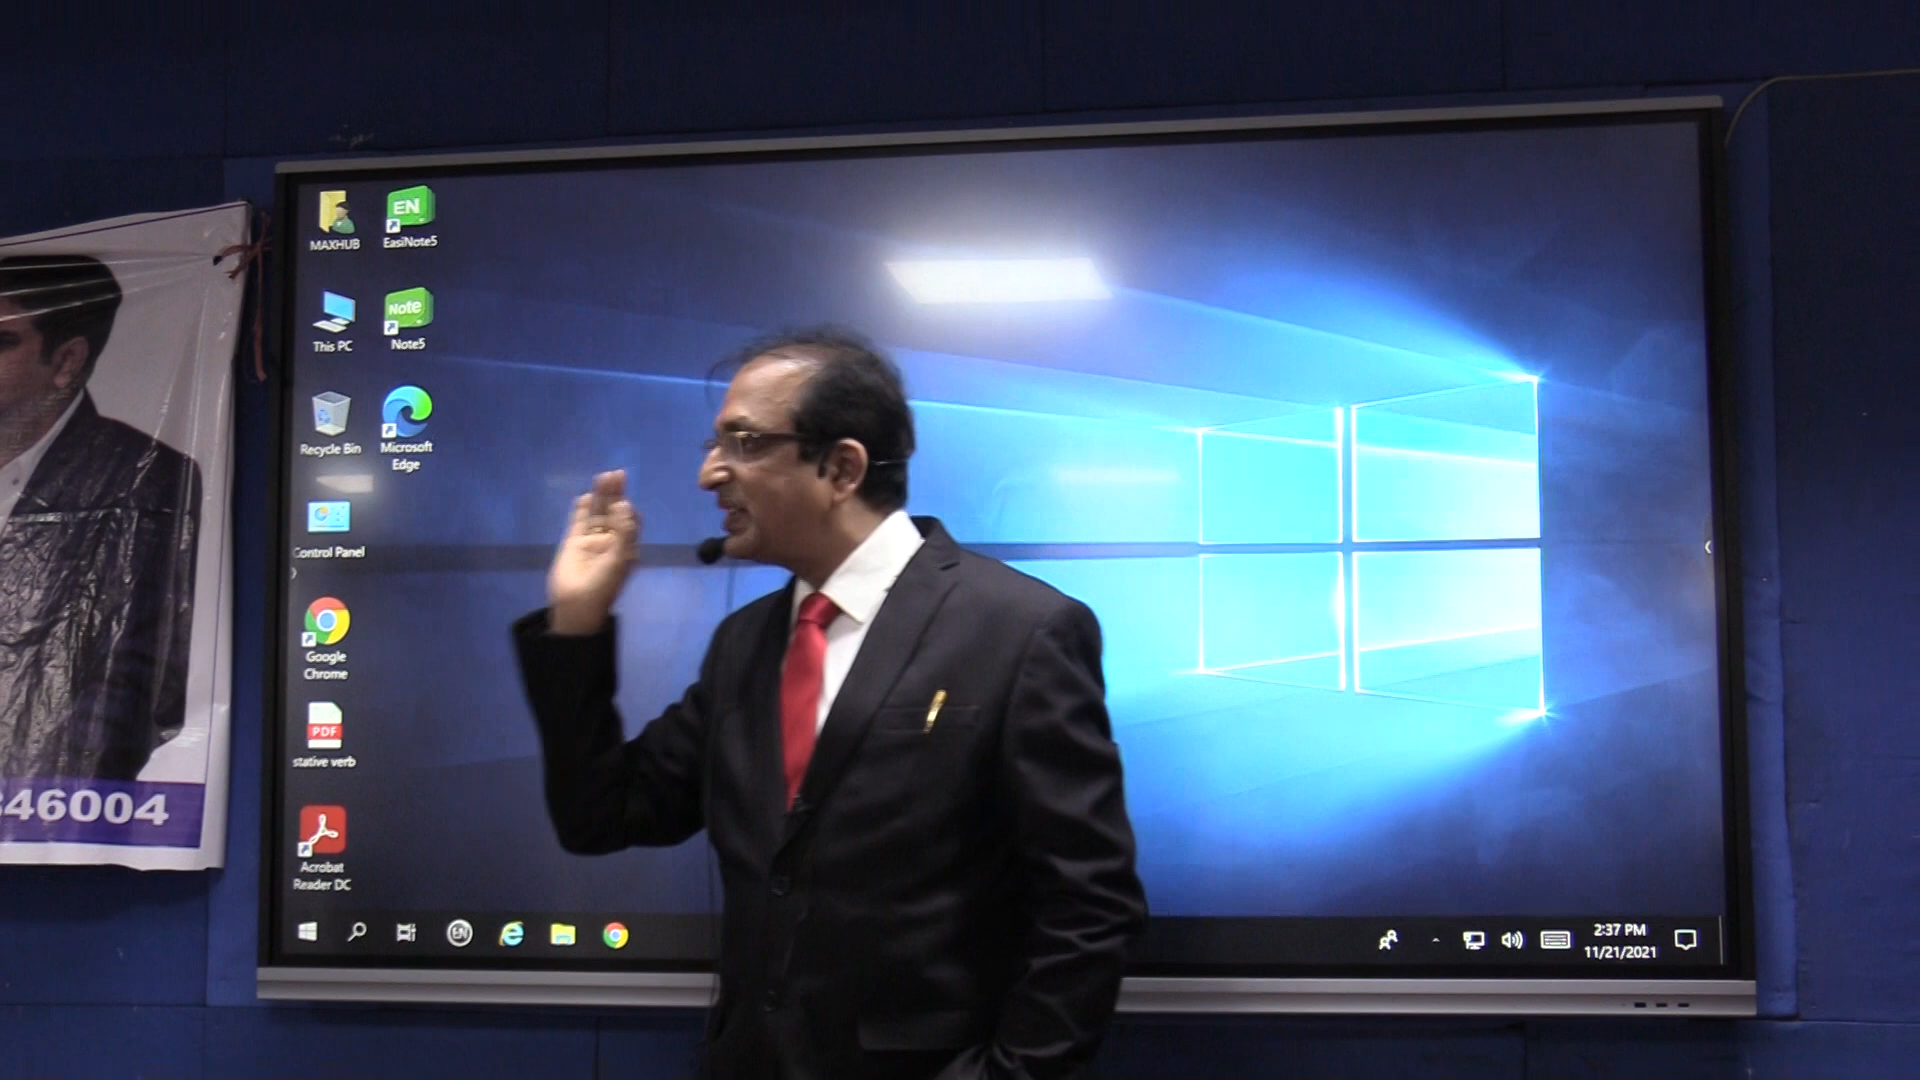 MAXHUB
EN
EasiNote5
This PC
Note
Note5
Recycle Bin
Microsoft
Edge
Control Panel
Google
Chrome
PDF
stative verb
Acrobat
Reader DC
46004
EN
2:37 PM
11/21/2021